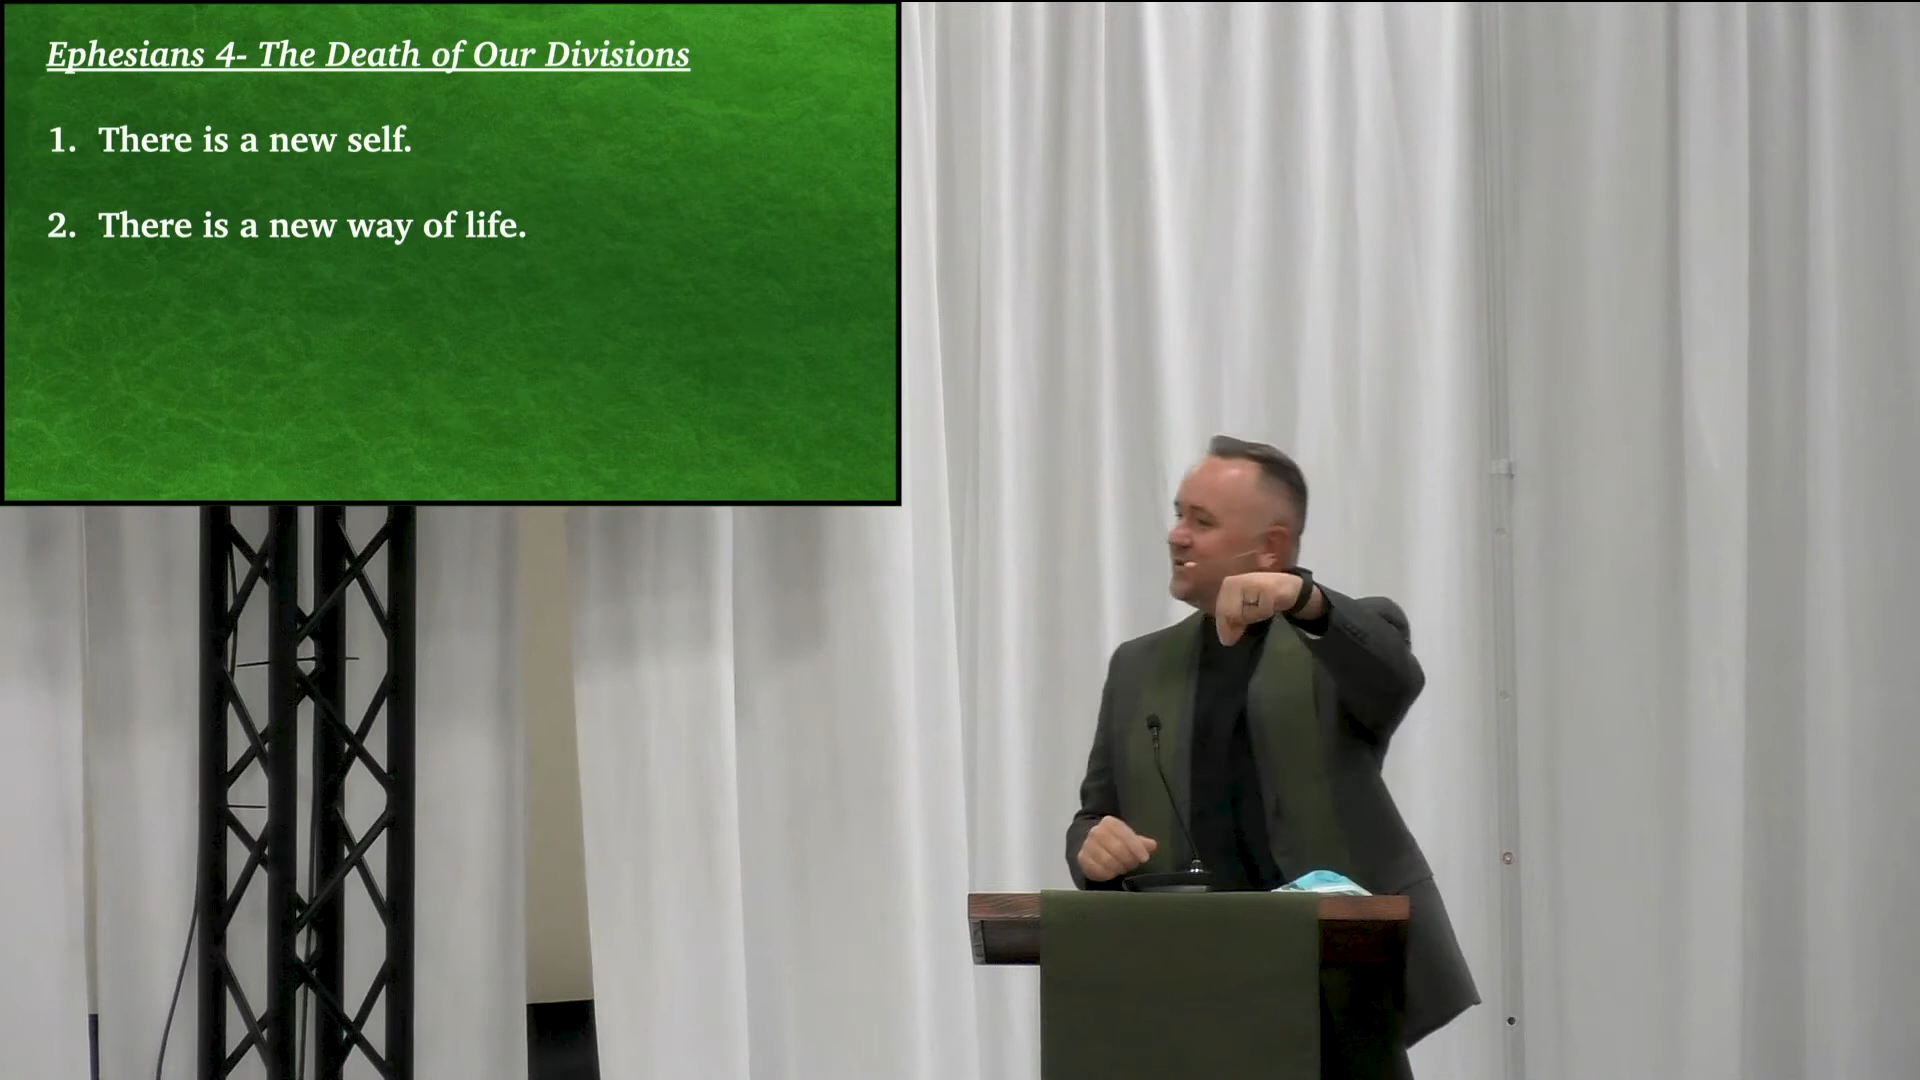 Ephesians 4- The Death of Our Divisions
1. There is a new self.
2. There is a new way of life.